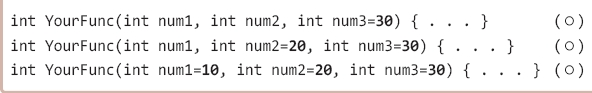 int YourFunc(int num1, int num2, int num3=30) { . . . } (○)
int YourFunc(int num1, int num2=20, int num3=30) { . . . } (○)
int YourFunc(int num1=10, int num2=20, int num3=30) { . . . } (○)